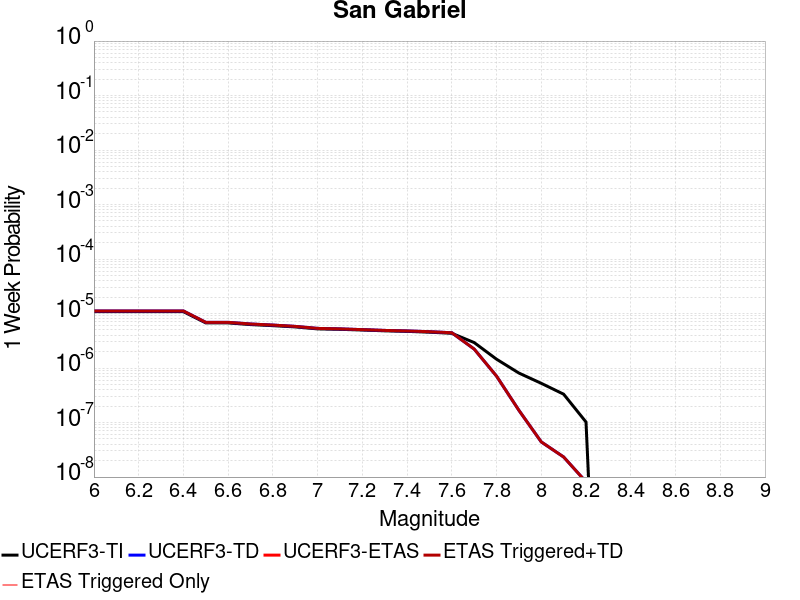 San Gabriel
10^0
10^-1
10^-2
10^-3
10^-4
10^-5
10^-6
10^-7
10^-8
1 Week Probability
6 6.2 6.4 6.6 6.8 7 7.2 7.4 7.6 7.8 8 8.2 8.4 8.6 8.8 9
Magnitude
UCERF3-TI UCERF3-TD UCERF3-ETAS ETAS Triggered+TD
ETAS Triggered Only